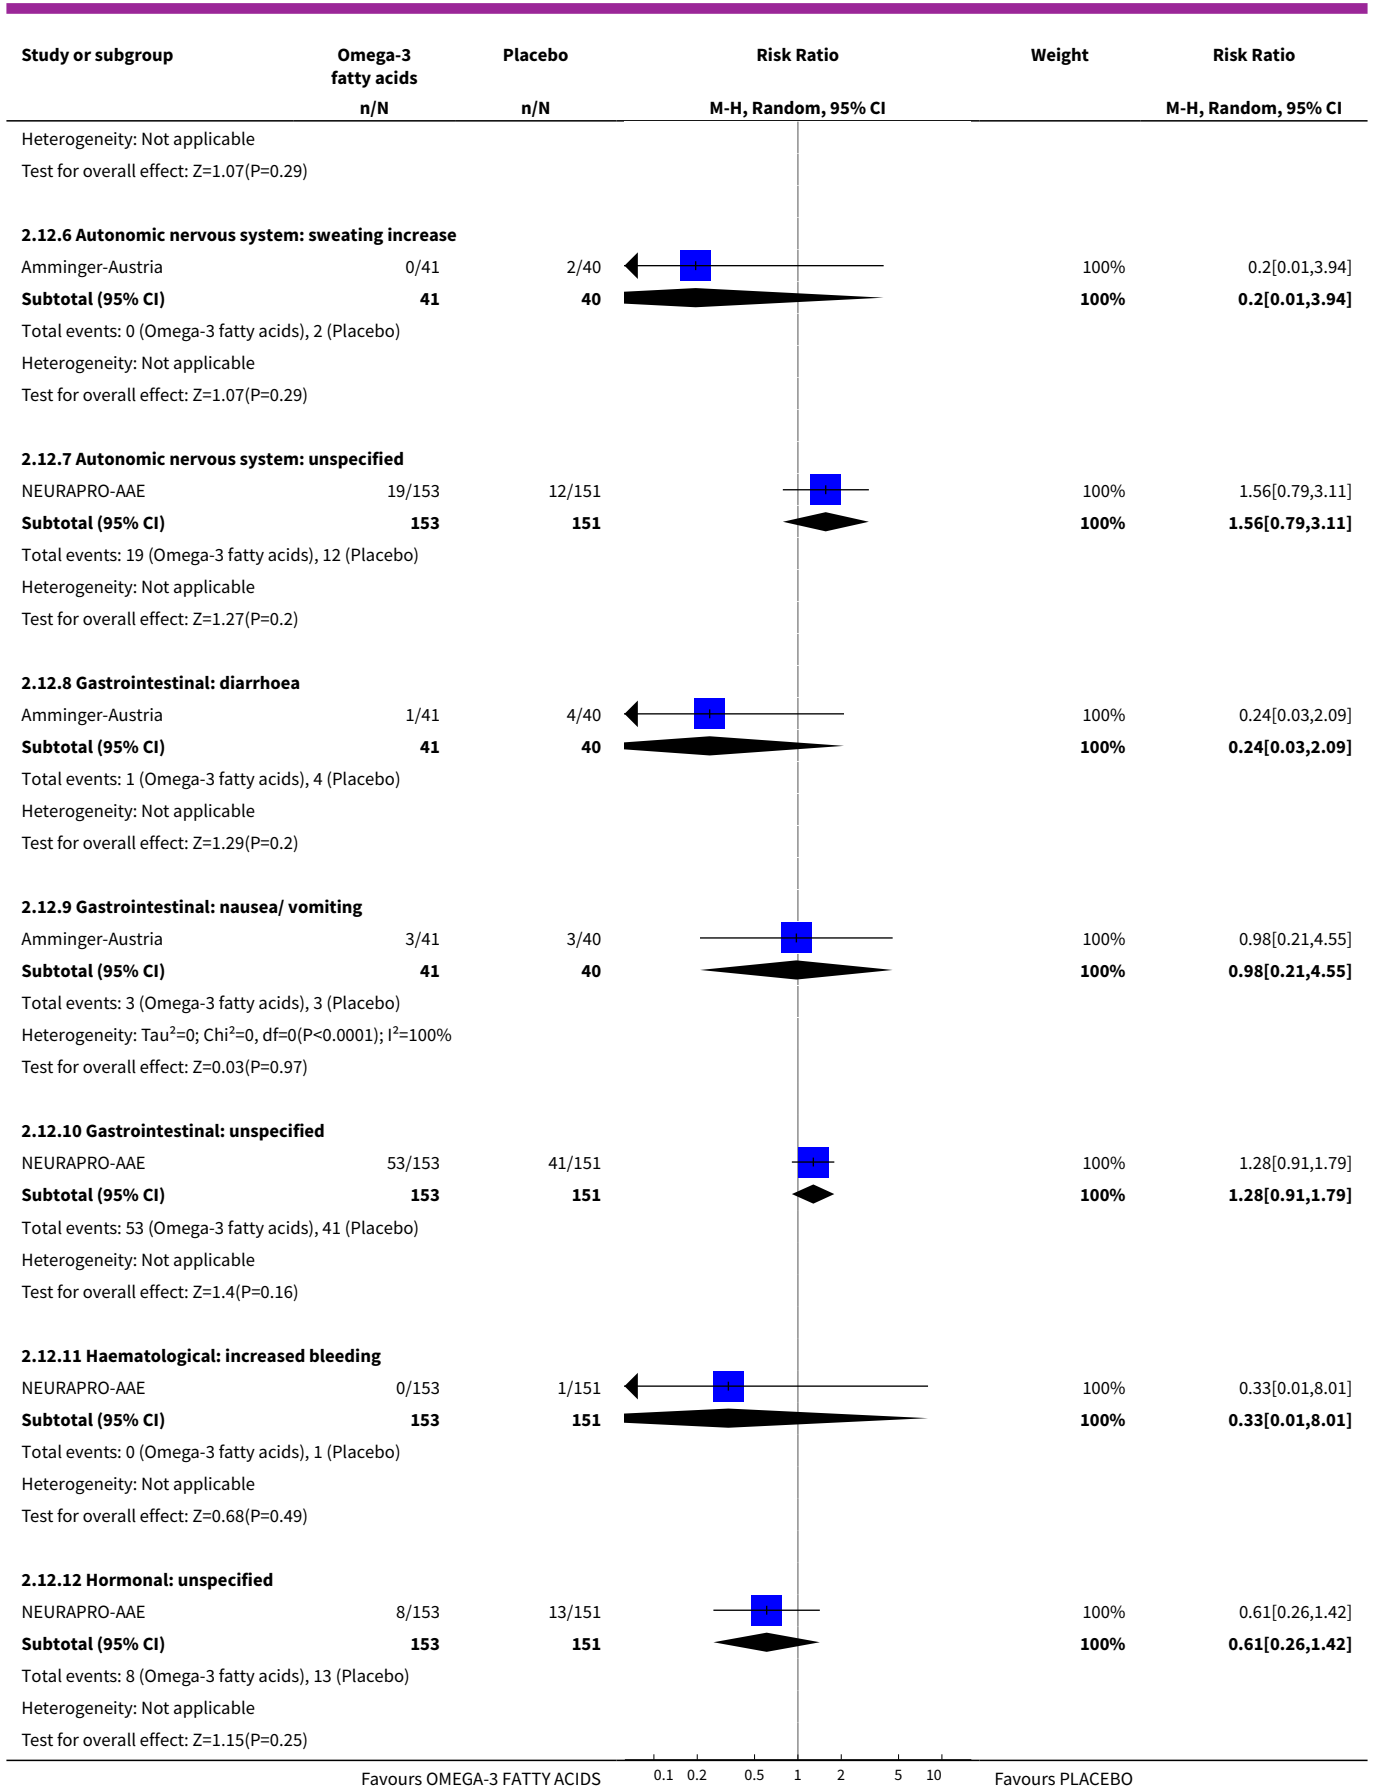 Study or subgroup Omega-3 fatty acids Placebo Risk Ratio Weight Risk Ratio
n/N n/N M-H, Random, 95% CI M-H, Random, 95% CI
Heterogeneity: Not applicable
Test for overall effect: Z=1.07(P=0.29)
2.12.6 Autonomic nervous system: sweating increase
Amminger-Austria 0/41 2/40 100% 0.2[0.01,3.94]
Subtotal (95% CI) 41 40 100% 0.2[0.01,3.94]
Total events: 0 (Omega-3 fatty acids), 2 (Placebo)
Heterogeneity: Not applicable
Test for overall effect: Z=1.07(P=0.29)
2.12.7 Autonomic nervous system: unspecified
NEURAPRO-AAE 19/153 12/151 100% 1.56[0.79,3.11]
Subtotal (95% CI) 153 151 100% 1.56[0.79,3.11]
Total events: 19 (Omega-3 fatty acids), 12 (Placebo)
Heterogeneity: Not applicable
Test for overall effect: Z=1.27(P=0.2)
2.12.8 Gastrointestinal: diarrhoea
Amminger-Austria 1/41 4/40 100% 0.24[0.03,2.09]
Subtotal (95% CI) 41 40 100% 0.24[0.03,2.09]
Total events: 1 (Omega-3 fatty acids), 4 (Placebo)
Heterogeneity: Not applicable
Test for overall effect: Z=1.29(P=0.2)
2.12.9 Gastrointestinal: nausea/ vomiting
Amminger-Austria 3/41 3/40 100% 0.98[0.21,4.55]
Subtotal (95% CI) 41 40 100% 0.98[0.21,4.55]
Total events: 3 (Omega-3 fatty acids), 3 (Placebo)
Heterogeneity: Tau²=0; Chi²=0, df=0(P<0.0001); I²=100%
Test for overall effect: Z=0.03(P=0.97)
2.12.10 Gastrointestinal: unspecified
NEURAPRO-AAE 53/153 41/151 100% 1.28[0.91,1.79]
Subtotal (95% CI) 153 151 100% 1.28[0.91,1.79]
Total events: 53 (Omega-3 fatty acids), 41 (Placebo)
Heterogeneity: Not applicable
Test for overall effect: Z=1.4(P=0.16)
2.12.11 Haematological: increased bleeding
NEURAPRO-AAE 0/153 1/151 100% 0.33[0.01,8.01]
Subtotal (95% CI) 153 151 100% 0.33[0.01,8.01]
Total events: 0 (Omega-3 fatty acids), 1 (Placebo)
Heterogeneity: Not applicable
Test for overall effect: Z=0.68(P=0.49)
2.12.12 Hormonal: unspecified
NEURAPRO-AAE 8/153 13/151 100% 0.61[0.26,1.42]
Subtotal (95% CI) 153 151 100% 0.61[0.26,1.42]
Total events: 8 (Omega-3 fatty acids), 13 (Placebo)
Heterogeneity: Not applicable
Test for overall effect: Z=1.15(P=0.25)
Favours OMEGA-3 FATTY ACIDS 0.1 0.2 0.5 1 2 5 10 Favours PLACEBO